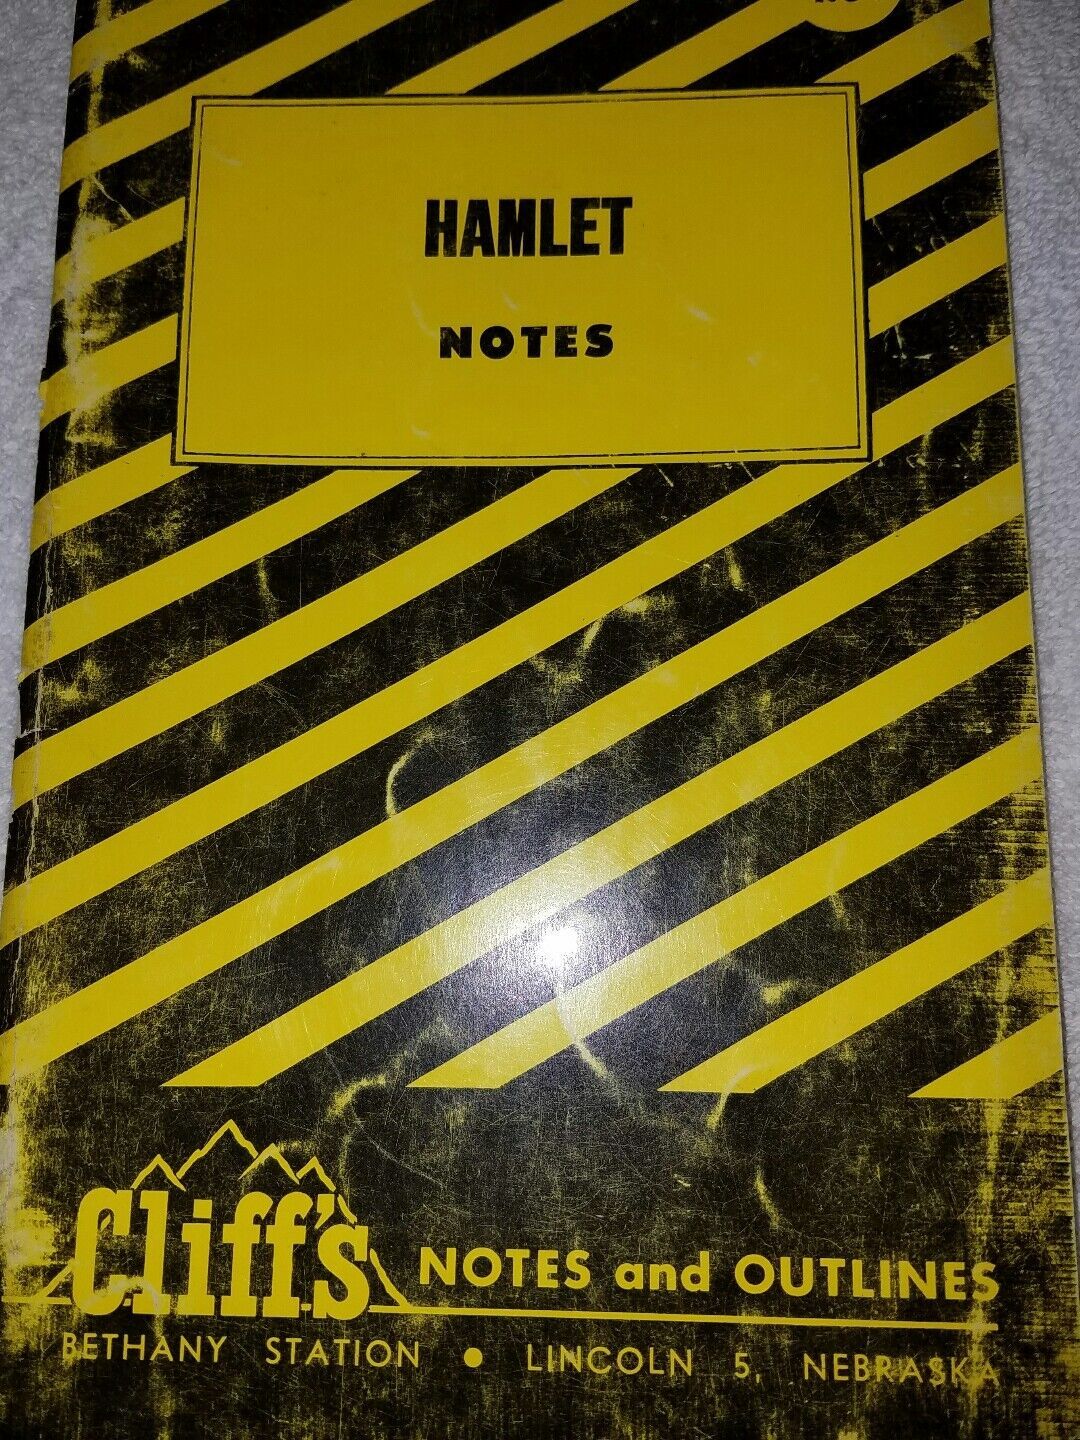 HAMLET
NOTES
Cliff's NOTES and OUTLINES
BETHANY STATION • LINCOLN 5, NEBRASKA